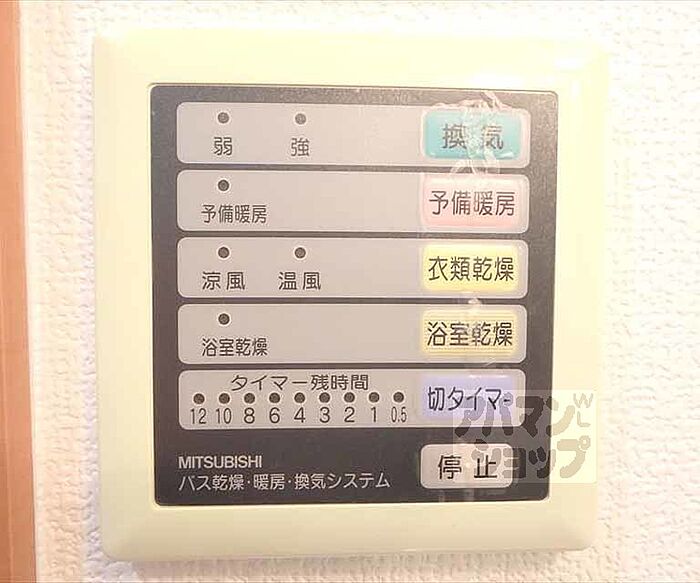 弱 強 換気
予備暖房 予備暖房
涼風 温風 衣類乾燥
浴室乾燥 浴室乾燥
タイマー残時間
12 10 8 6 4 3 2 1 0.5
切タイマー
MITSUBISHI
バス乾燥・暖房・換気システム
停止
アパマン
ショップ